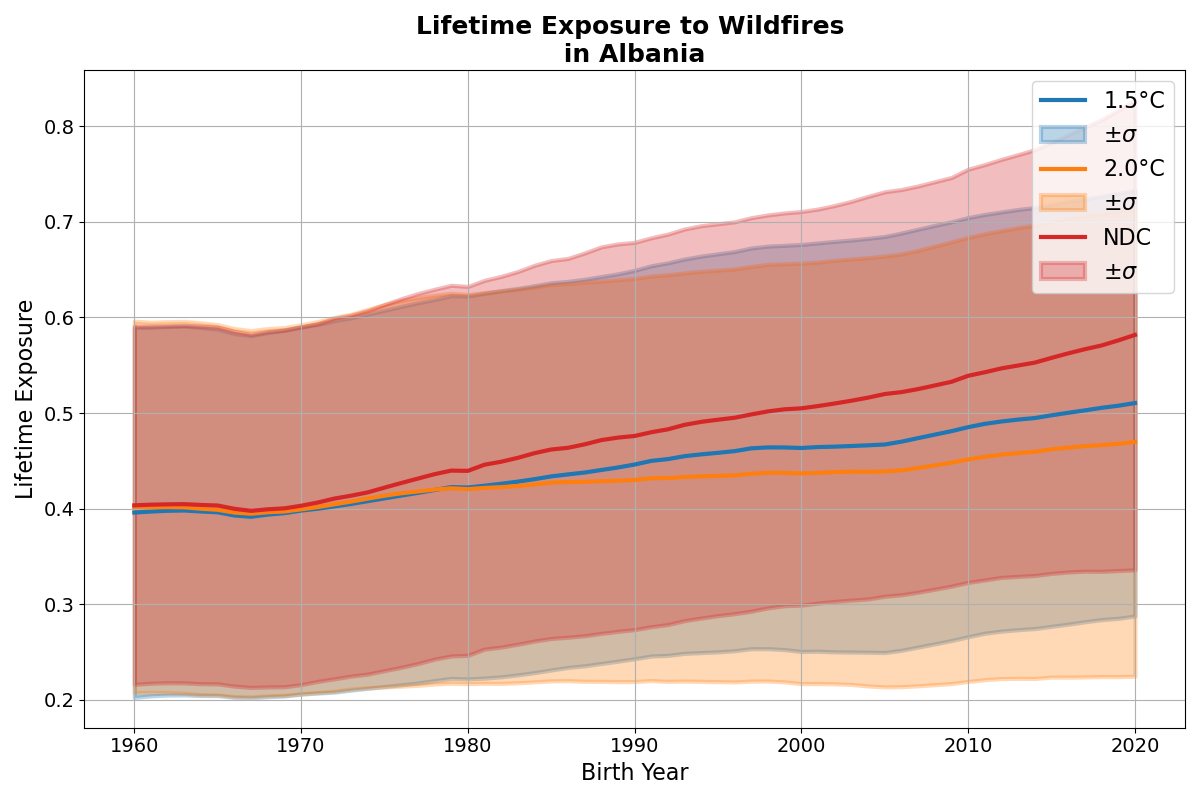 Lifetime Exposure to Wildfires
in Albania
Lifetime Exposure
0.8
0.7
0.6
0.5
0.4
0.3
0.2
1.5°C
±σ
2.0°C
±σ
NDC
±σ
1960 1970 1980 1990 2000 2010 2020
Birth Year